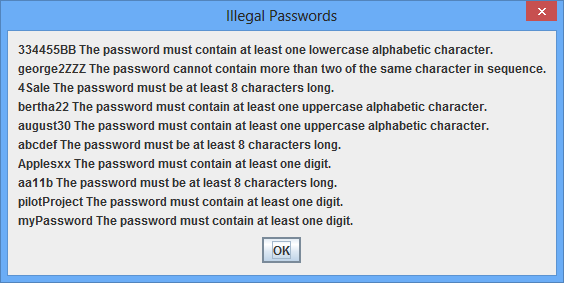 Illegal Passwords
334455BB The password must contain at least one lowercase alphabetic character.
george2ZZZ The password cannot contain more than two of the same character in sequence.
4Sale The password must be at least 8 characters long.
bertha22 The password must contain at least one uppercase alphabetic character.
august30 The password must contain at least one uppercase alphabetic character.
abcdef The password must be at least 8 characters long.
Applesxx The password must contain at least one digit.
aa11b The password must be at least 8 characters long.
pilotProject The password must contain at least one digit.
myPassword The password must contain at least one digit.
OK